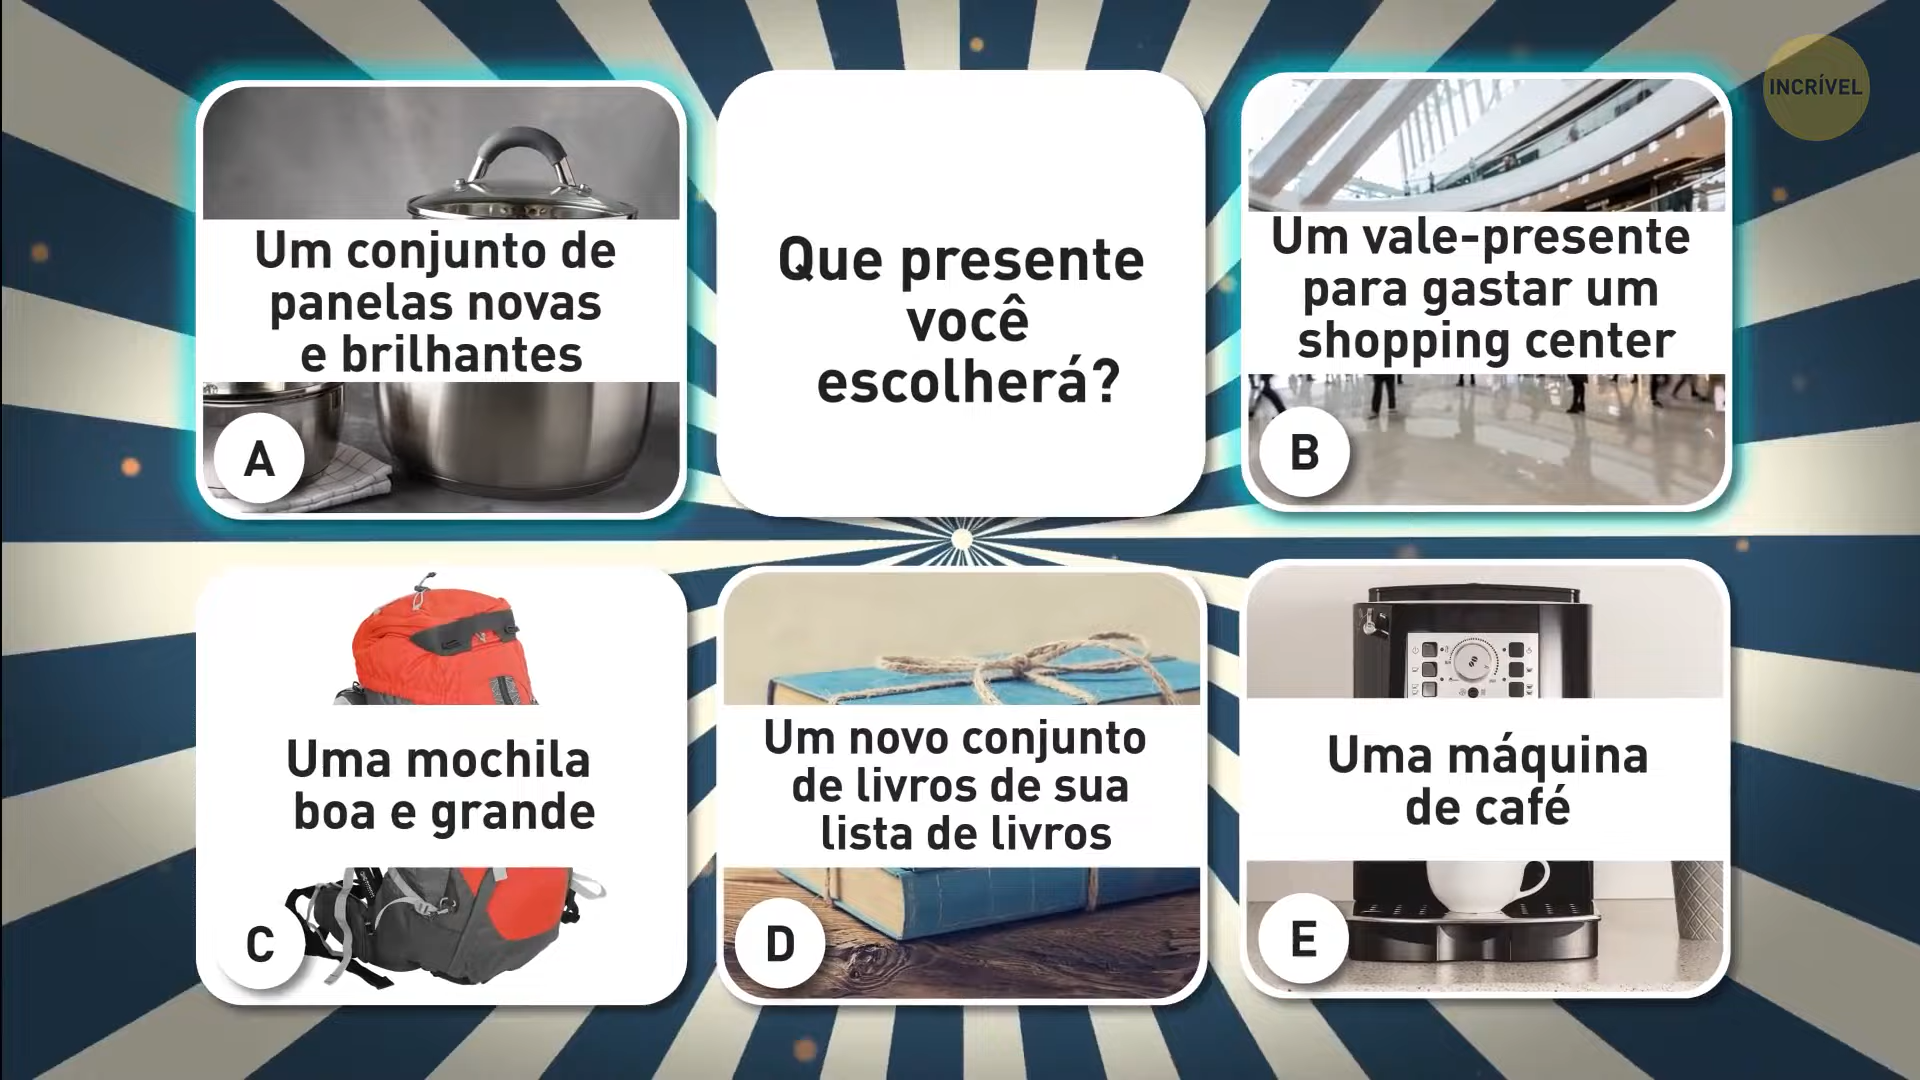 INCRÍVEL
Um conjunto de
panelas novas
e brilhantes
A
Que presente
você
escolherá?
Um vale-presente
para gastar um
shopping center
B
Uma mochila
boa e grande
C
Um novo conjunto
de livros de sua
lista de livros
D
Uma máquina
de café
E